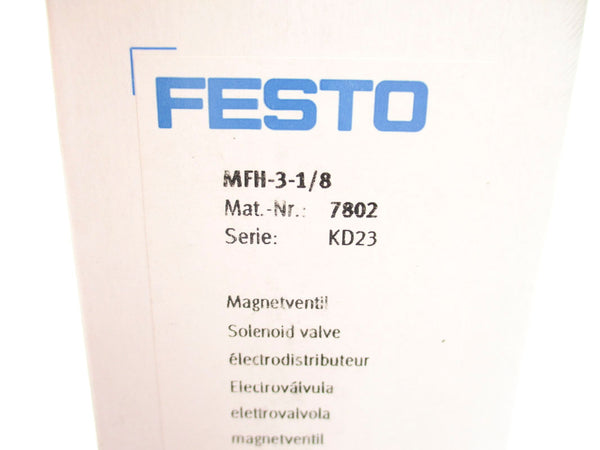 FESTO
MFH-3-1/8
Mat.-Nr.: 7802
Serie: KD23
Magnetventil
Solenoid valve
électrodistributeur
Electroválvula
elettrovalvola
magnetventil